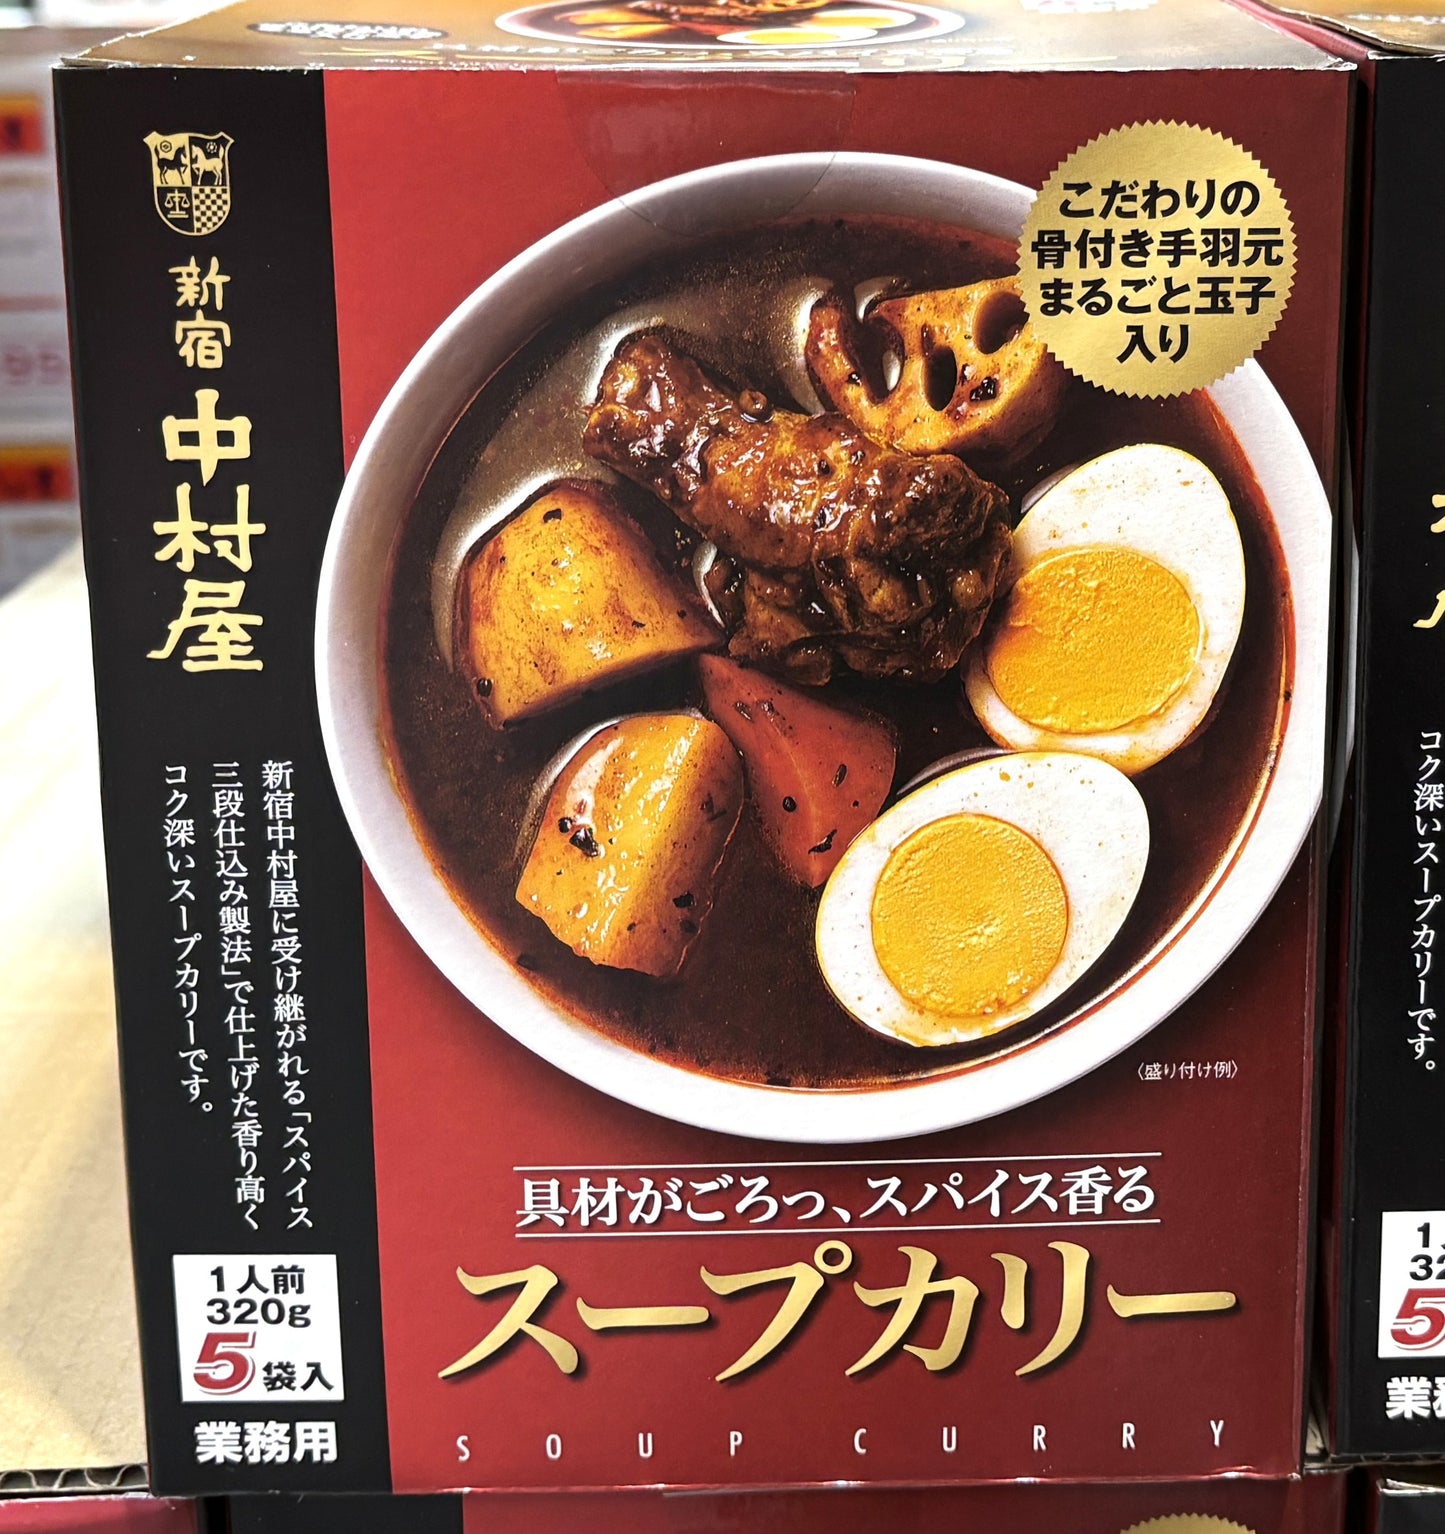 新宿
中村屋
新宿中村屋に受け継がれる「スパイス
三段仕込み製法」で仕上げた香り高く
コク深いスープカリーです。
1人前
320g
5袋入
業務用
こだわりの
骨付き手羽元
まるごと玉子
入り
〈盛り付け例〉
具材がごろっ、スパイス香る
スープカリー
SOUP CURRY
コク深いスープカリーです。